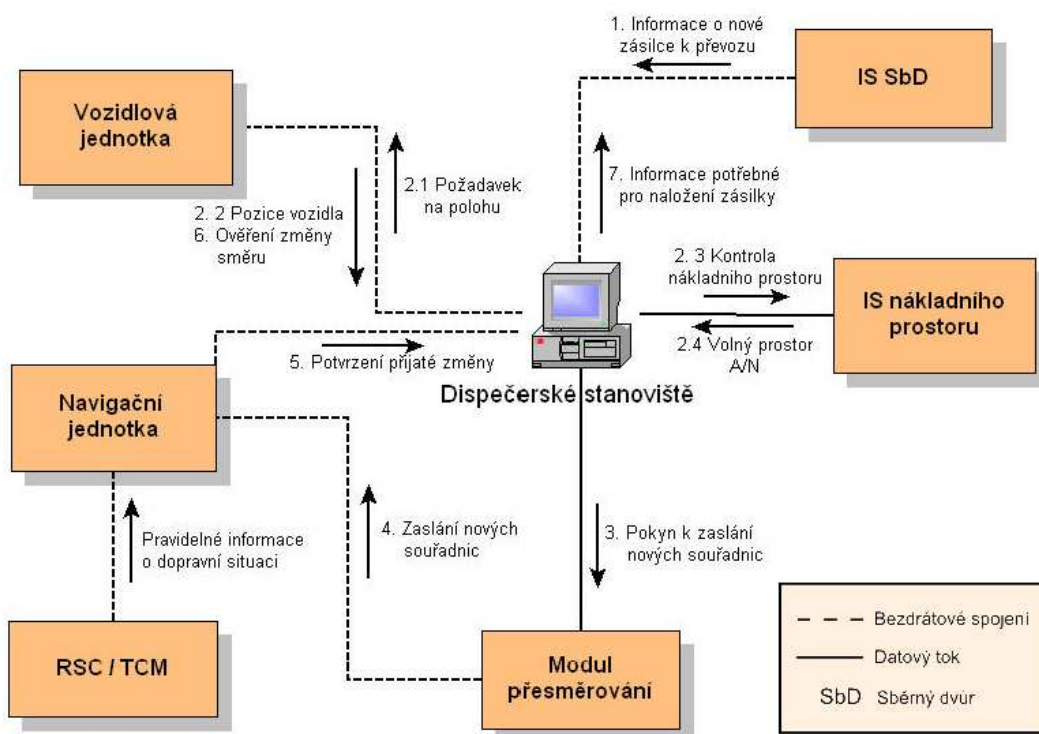 1. Informace o nové
zásilce k převozu
IS SbD
Vozidlová
jednotka
2.1 Požadavek
na polohu
7. Informace potřebné
pro naložení zásilky
2. 2 Pozice vozidla
6. Ověření změny
směru
2. 3 Kontrola
nákladniho prostoru
IS nákladního
prostoru
2.4 Volný prostor
A/N
5. Potvrzení přijaté změny
Dispečerské stanoviště
Navigační
jednotka
Pravidelné informace
o dopravní situaci
4. Zaslání nových
souřadnic
3. Pokyn k zaslání
nových souřadnic
RSC / TCM
Modul
přesměrování
Bezdrátové spojení
Datový tok
SbD Sběrný dvůr